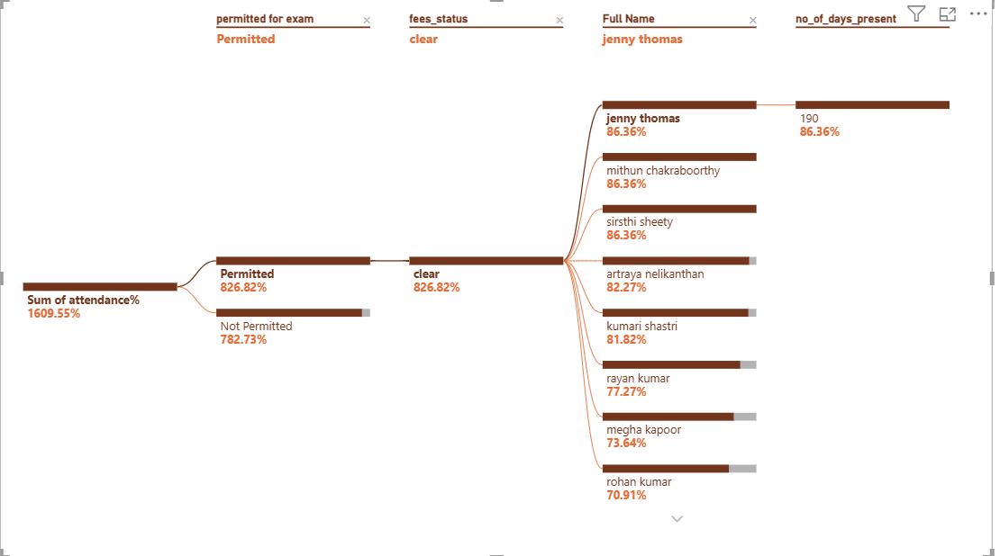 permitted for exam
Permitted
fees_status
clear
Full Name
jenny thomas
no_of_days_present
Sum of attendance%
1609.55%
Permitted
826.82%
Not Permitted
782.73%
clear
826.82%
jenny thomas
86.36%
mithun chakraboorthy
86.36%
sirsthi sheety
86.36%
artraya nelikanthan
82.27%
kumari shastri
81.82%
rayan kumar
77.27%
megha kapoor
73.64%
rohan kumar
70.91%
190
86.36%